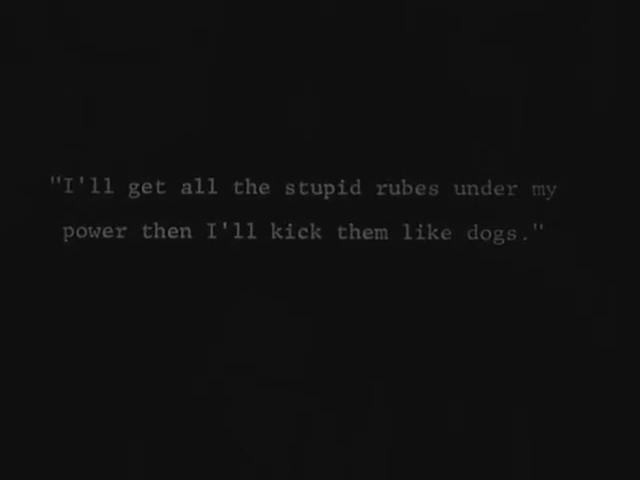 "I'll get all the stupid rubes under my
power then I'll kick them like dogs."